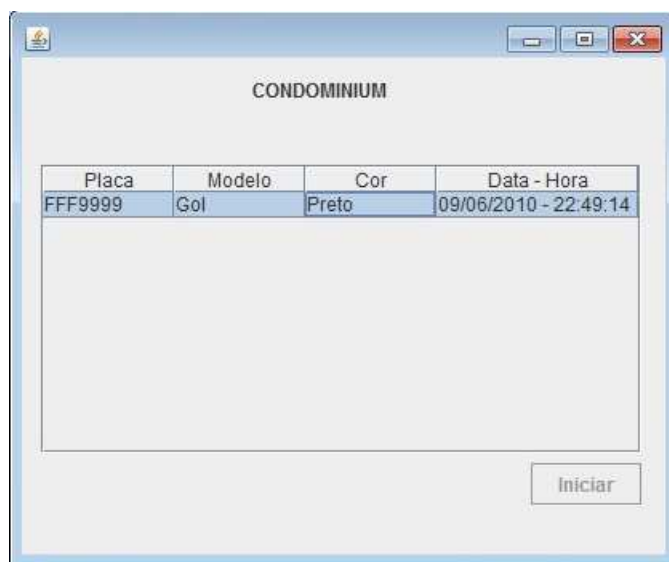 CONDOMINIUM
Placa Modelo Cor Data - Hora
FFF9999 Gol Preto 09/06/2010 - 22:49:14
Iniciar